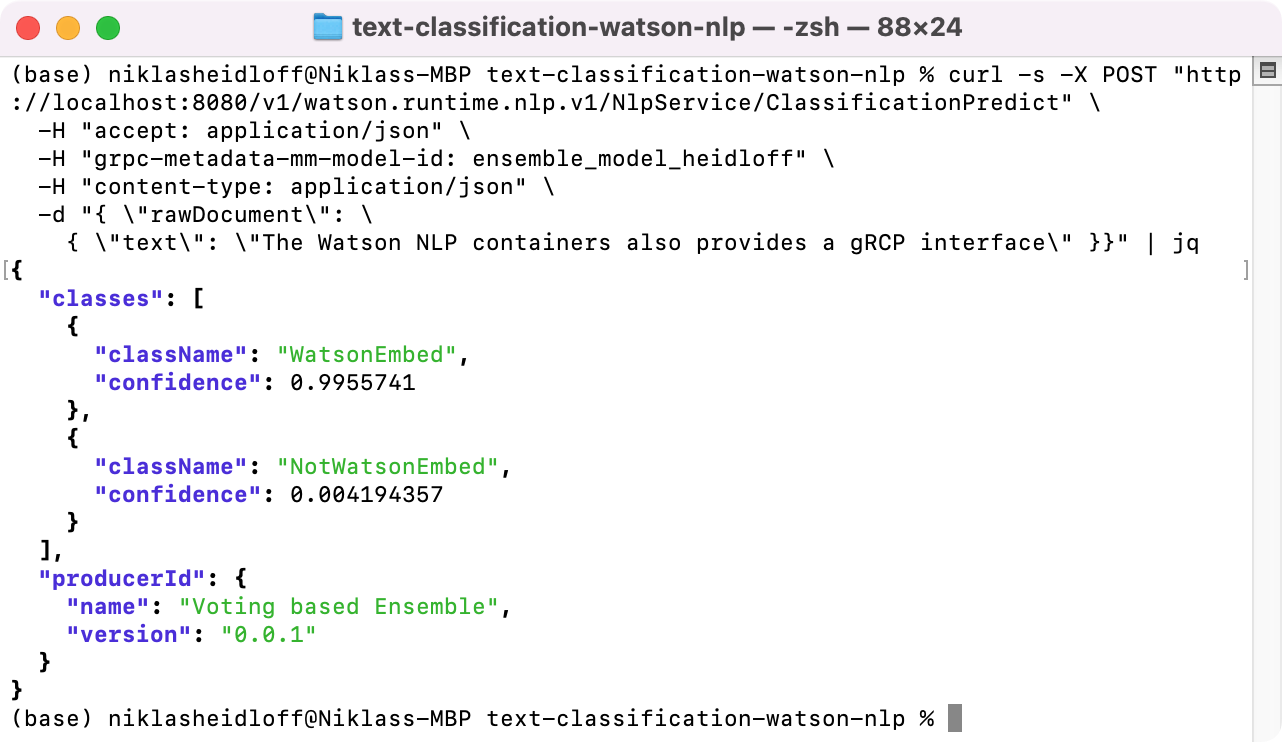 text-classification-watson-nlp — -zsh — 88×24
(base) niklasheidloff@Niklass-MBP text-classification-watson-nlp % curl -s -X POST "http
://localhost:8080/v1/watson.runtime.nlp.v1/NlpService/ClassificationPredict" \
  -H "accept: application/json" \
  -H "grpc-metadata-mm-model-id: ensemble_model_heidloff" \
  -H "content-type: application/json" \
  -d "{ \"rawDocument\": \
    { \"text\": \"The Watson NLP containers also provides a gRCP interface\" }}" | jq
[{ ]
  "classes": [
    {
      "className": "WatsonEmbed",
      "confidence": 0.9955741
    },
    {
      "className": "NotWatsonEmbed",
      "confidence": 0.004194357
    }
  ],
  "producerId": {
    "name": "Voting based Ensemble",
    "version": "0.0.1"
  }
}
(base) niklasheidloff@Niklass-MBP text-classification-watson-nlp %